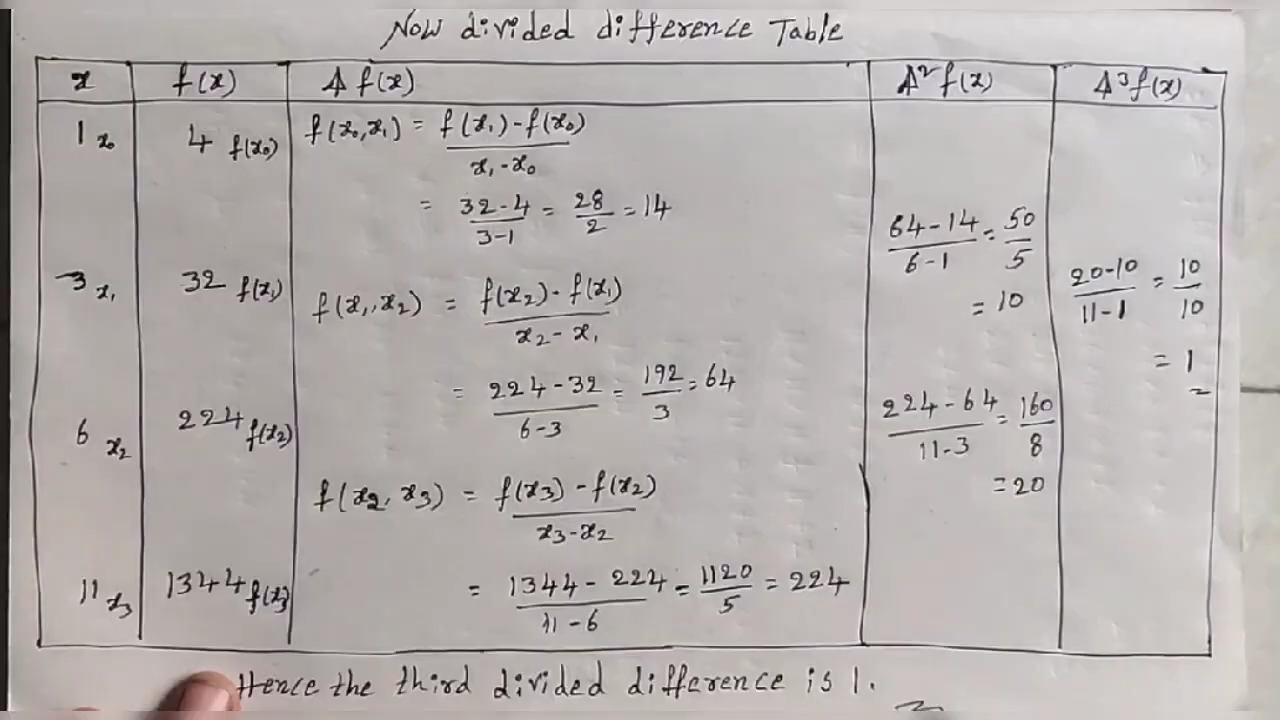 Now divided difference Table
x f(x) Δ f(x) Δ² f(x) Δ³ f(x)
1 x₀ 4 f(x₀) f(x₀,x₁) = f(x₁)-f(x₀)
x₁-x₀
= 32-4 = 28 = 14
3-1 2
64-14 = 50
6-1 5
= 10
3 x₁ 32 f(x₁) f(x₁,x₂) = f(x₂)-f(x₁)
x₂-x₁
20-10 = 10
11-1 10
= 1
= 224-32 = 192 = 64
6-3 3
6 x₂ 224 f(x₂)
224-64 = 160
11-3 8
= 20
f(x₂,x₃) = f(x₃)-f(x₂)
x₃-x₂
11 x₃ 1344 f(x₃) = 1344-224 = 1120 = 224
11-6 5
Hence the third divided difference is 1.